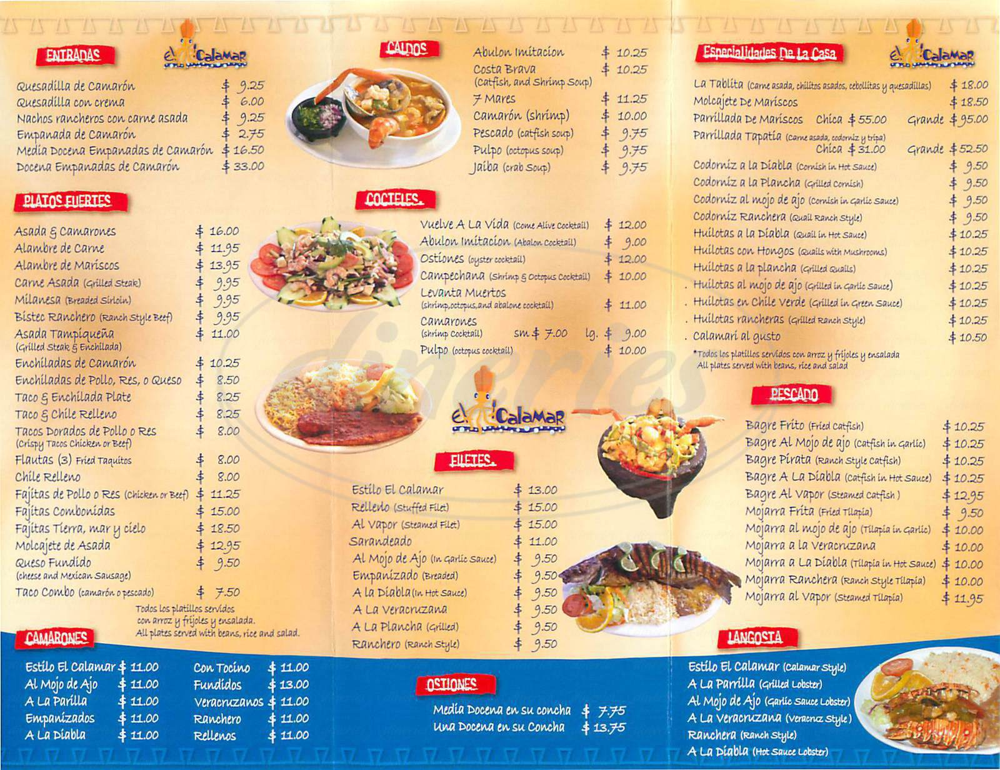 ENTRADAS
El Calamar
Quesadilla de Camarón $ 9.25
Quesadilla con crema $ 6.00
Nachos rancheros con carne asada $ 9.25
Empanada de Camarón $ 2.75
Media Docena Empanadas de Camarón $ 16.50
Docena Empanadas de Camarón $ 33.00
PLATOS FUERTES
Asada & Camarones $ 16.00
Alambre de Carne $ 11.95
Alambre de Mariscos $ 13.95
Carne Asada (Grilled Steak) $ 9.95
Milanesa (Breaded Sirloin) $ 9.95
Bistec Ranchero (Ranch Style Beef) $ 9.95
Asada Tampiqueña $ 11.00
(Grilled Steak & Enchilada)
Enchiladas de Camarón $ 10.25
Enchiladas de Pollo, Res, o Queso $ 8.50
Taco & Enchilada Plate $ 8.25
Taco & Chile Relleno $ 8.25
Tacos Dorados de Pollo o Res $ 8.00
(Crispy Tacos Chicken or Beef)
Flautas (3) Fried Taquitos $ 8.00
Chile Relleno $ 8.00
Fajitas de Pollo o Res (Chicken or Beef) $ 11.25
Fajitas Combonidas $ 15.00
Fajitas Tierra, mar y cielo $ 18.50
Molcajete de Asada $ 12.95
Queso Fundido $ 9.50
(cheese and Mexican Sausage)
Taco Combo (camarón o pescado) $ 7.50
Todos los platillos servidos
con arroz y frijoles y ensalada.
All plates served with beans, rice and salad.
CAMARONES
Estilo El Calamar $ 11.00
Al Mojo de Ajo $ 11.00
A La Parilla $ 11.00
Empanizados $ 11.00
A La Diabla $ 11.00
Con Tocino $ 11.00
Fundidos $ 13.00
Veracruzanos $ 11.00
Ranchero $ 11.00
Rellenos $ 11.00
CALDOS
Abulon Imitacion $ 10.25
Costa Brava $ 10.25
(Catfish, and Shrimp Soup)
7 Mares $ 11.25
Camarón (shrimp) $ 10.00
Pescado (catfish soup) $ 9.75
Pulpo (octopus soup) $ 9.75
Jaiba (crab Soup) $ 9.75
COCTELES.
Vuelve A La Vida (Come Alive Cocktail) $ 12.00
Abulon Imitacion (Abalon Cocktail) $ 9.00
Ostiones (oyster cocktail) $ 12.00
Campechana (Shrimp & Octopus Cocktail) $ 10.00
Levanta Muertos
(shrimp,octopus,and abalone cocktail) $ 11.00
Camarones
(shrimp Cocktail) sm $ 7.00 lg. $ 9.00
Pulpo (octopus cocktail) $ 10.00
dineries
El Calamar
FILETES.
Estilo El Calamar $ 13.00
Relleno (Stuffed Filet) $ 15.00
Al Vapor (Steamed Filet) $ 15.00
Sarandeado $ 11.00
Al Mojo de Ajo (In Garlic Sauce) $ 9.50
Empanizado (Breaded) $ 9.50
A la Diabla(In Hot Sauce) $ 9.50
A La Veracruzana $ 9.50
A La Plancha (Grilled) $ 9.50
Ranchero (Ranch Style) $ 9.50
OSTIONES
Media Docena en su concha $ 7.75
Una Docena en su Concha $ 13.75
Especialidades De La Casa
El Calamar
La Tablita (Carne asada, chilitos asados, cebollitas y quesadillas) $ 18.00
Molcajete De Mariscos $ 18.50
Parrillada De Mariscos Chica $ 55.00 Grande $ 95.00
Parrillada Tapatia (Carne asada, codorniz y tripa)
Chica $ 31.00 Grande $ 52.50
Codorniz a la Diabla (Cornish in Hot Sauce) $ 9.50
Codorniz a la Plancha (Grilled Cornish) $ 9.50
Codorniz al mojo de ajo (Cornish in Garlic Sauce) $ 9.50
Codorniz Ranchera (Quail Ranch Style) $ 9.50
Huilotas a la Diabla (Quail in Hot Sauce) $ 10.25
Huilotas con Hongos (Quails with Mushrooms) $ 10.25
Huilotas a la plancha (Grilled Quails) $ 10.25
. Huilotas al mojo de ajo (Grilled in Garlic Sauce) $ 10.25
. Huilotas en Chile Verde (Grilled in Green Sauce) $ 10.25
. Huilotas rancheras (Grilled Ranch Style) $ 10.25
. Calamari al gusto $ 10.50
*Todos los platillos servidos con arroz y frijoles y ensalada
All plates served with beans, rice and salad
PESCADO
Bagre Frito (Fried Catfish) $ 10.25
Bagre Al Mojo de ajo (Catfish in Garlic) $ 10.25
Bagre Pirata (Ranch Style Catfish) $ 10.25
Bagre A La Diabla (Catfish in Hot Sauce) $ 10.25
Bagre Al Vapor (Steamed Catfish ) $ 12.95
Mojarra Frita (Fried Tilapia) $ 9.50
Mojarra al mojo de ajo (Tilapia in Garlic) $ 10.00
Mojarra a la Veracruzana $ 10.00
Mojarra a La Diabla (Tilapia in Hot Sauce) $ 10.00
Mojarra Ranchera (Ranch Style Tilapia) $ 10.00
Mojarra al Vapor (Steamed Tilapia) $ 11.95
LANGOSTA
Estilo El Calamar (Calamar Style)
A La Parrilla (Grilled Lobster)
Al Mojo de Ajo (Garlic Sauce Lobster)
A La Veracruzana (Veracruz Style)
Ranchera (Ranch Style)
A La Diabla (Hot Sauce Lobster)